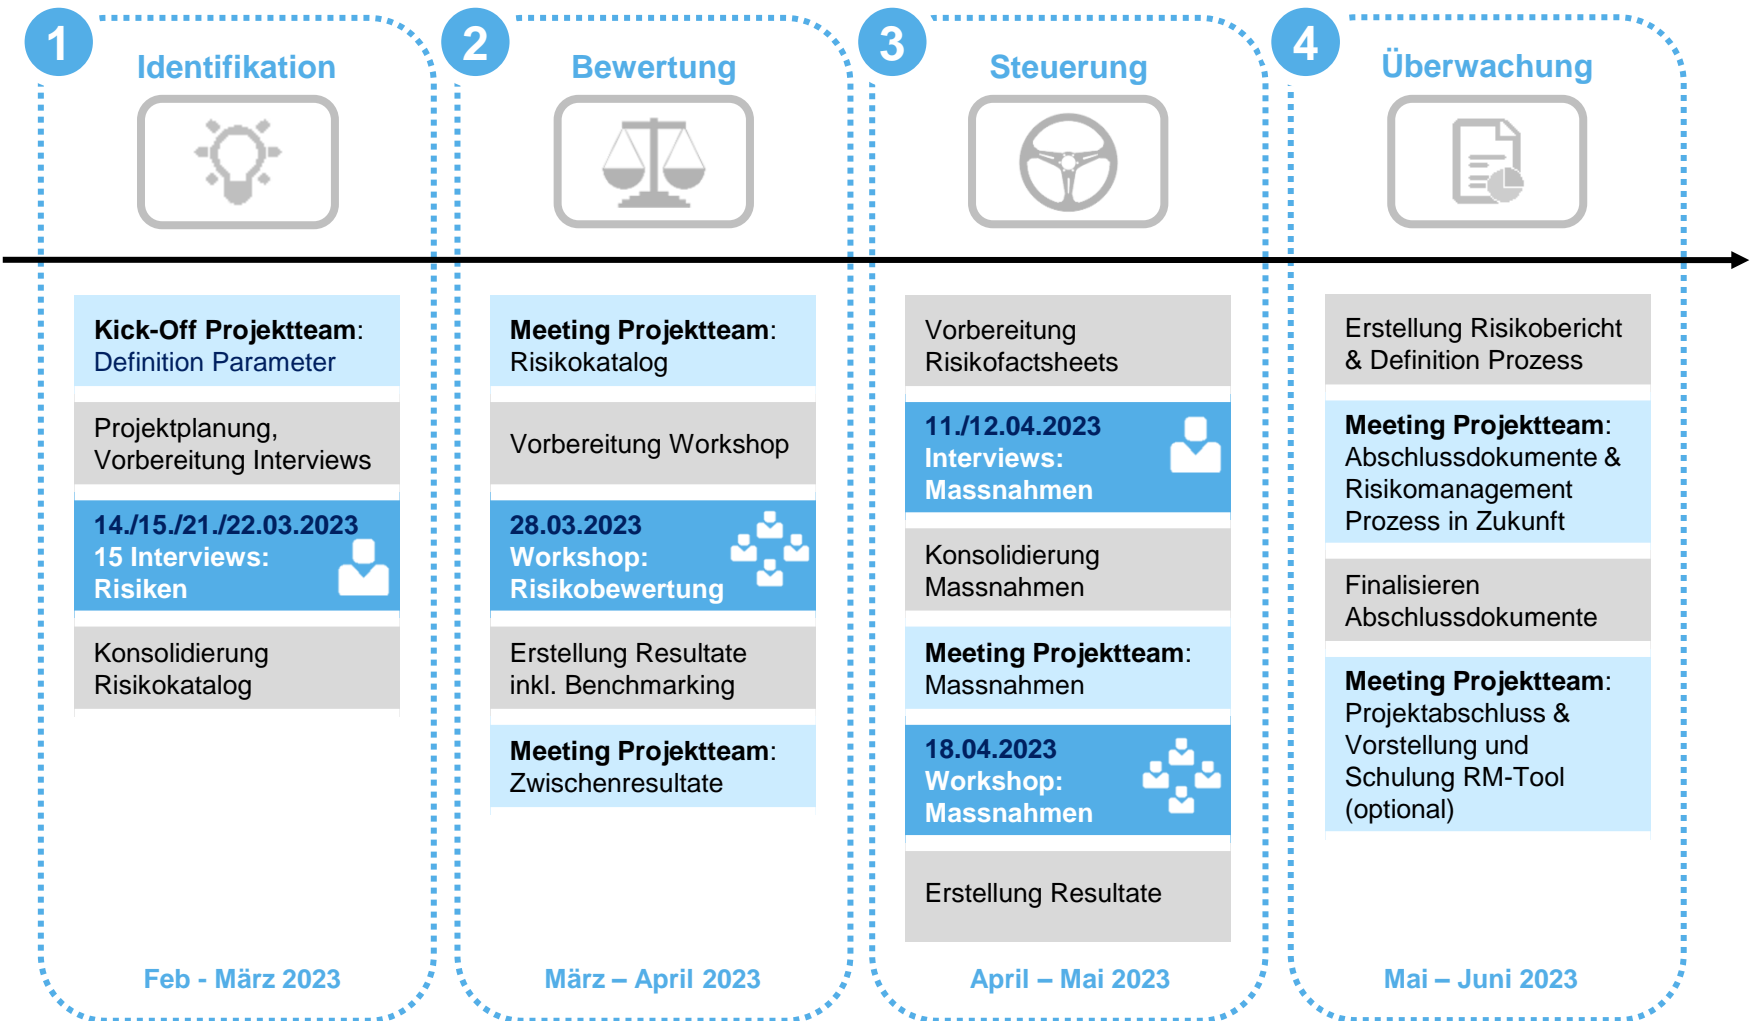 1
Identifikation
Kick-Off Projektteam:
Definition Parameter
Projektplanung,
Vorbereitung Interviews
14./15./21./22.03.2023
15 Interviews:
Risiken
Konsolidierung
Risikokatalog
Feb - März 2023
2
Bewertung
Meeting Projektteam:
Risikokatalog
Vorbereitung Workshop
28.03.2023
Workshop:
Risikobewertung
Erstellung Resultate
inkl. Benchmarking
Meeting Projektteam:
Zwischenresultate
März – April 2023
3
Steuerung
Vorbereitung
Risikofactsheets
11./12.04.2023
Interviews:
Massnahmen
Konsolidierung
Massnahmen
Meeting Projektteam:
Massnahmen
18.04.2023
Workshop:
Massnahmen
Erstellung Resultate
April – Mai 2023
4
Überwachung
Erstellung Risikobericht
& Definition Prozess
Meeting Projektteam:
Abschlussdokumente &
Risikomanagement
Prozess in Zukunft
Finalisieren
Abschlussdokumente
Meeting Projektteam:
Projektabschluss &
Vorstellung und
Schulung RM-Tool
(optional)
Mai – Juni 2023